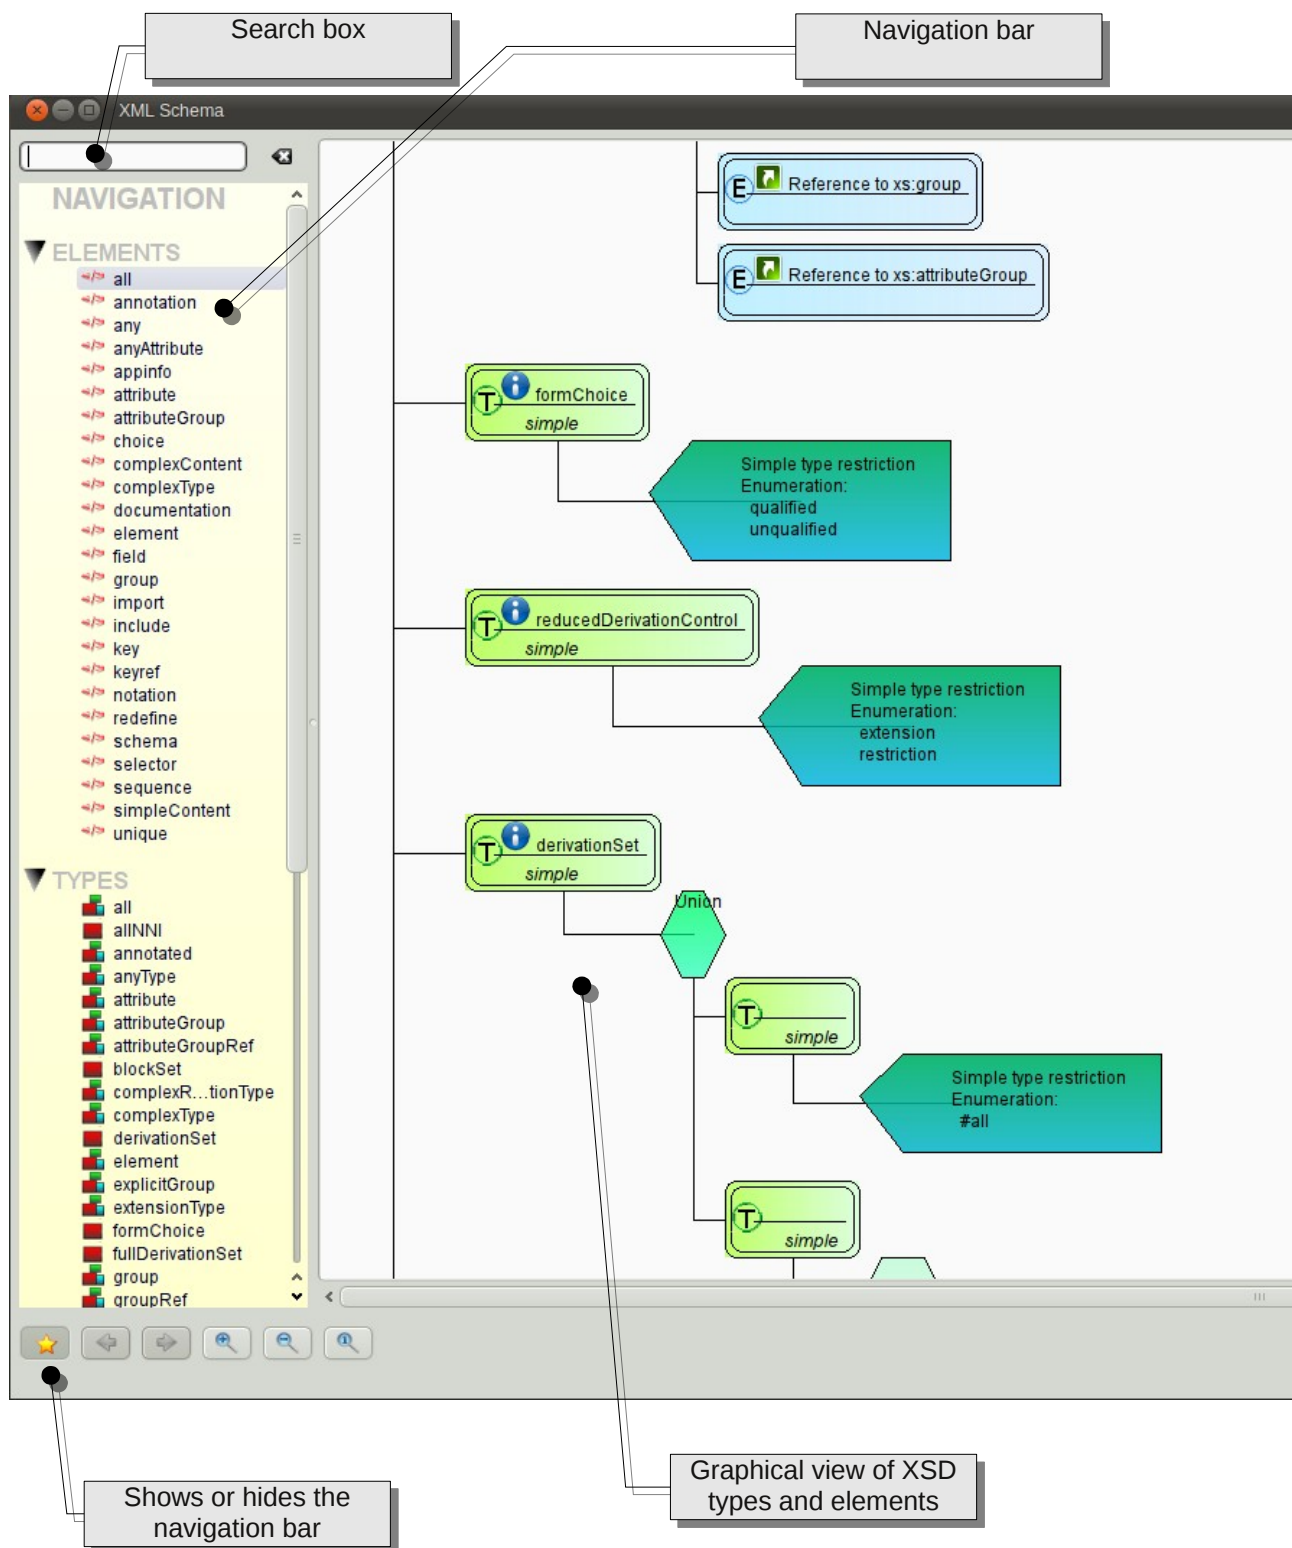 Search box
Navigation bar
XML Schema
NAVIGATION
ELEMENTS
all
annotation
any
anyAttribute
appinfo
attribute
attributeGroup
choice
complexContent
complexType
documentation
element
field
group
import
include
key
keyref
notation
redefine
schema
selector
sequence
simpleContent
unique
TYPES
all
allNNI
annotated
anyType
attribute
attributeGroup
attributeGroupRef
blockSet
complexR...tionType
complexType
derivationSet
element
explicitGroup
extensionType
formChoice
fullDerivationSet
group
groupRef
E Reference to xs:group
E Reference to xs:attributeGroup
T i formChoice
simple
Simple type restriction
Enumeration:
qualified
unqualified
T i reducedDerivationControl
simple
Simple type restriction
Enumeration:
extension
restriction
T i derivationSet
simple
Union
T
simple
Simple type restriction
Enumeration:
#all
T
simple
Shows or hides the
navigation bar
Graphical view of XSD
types and elements